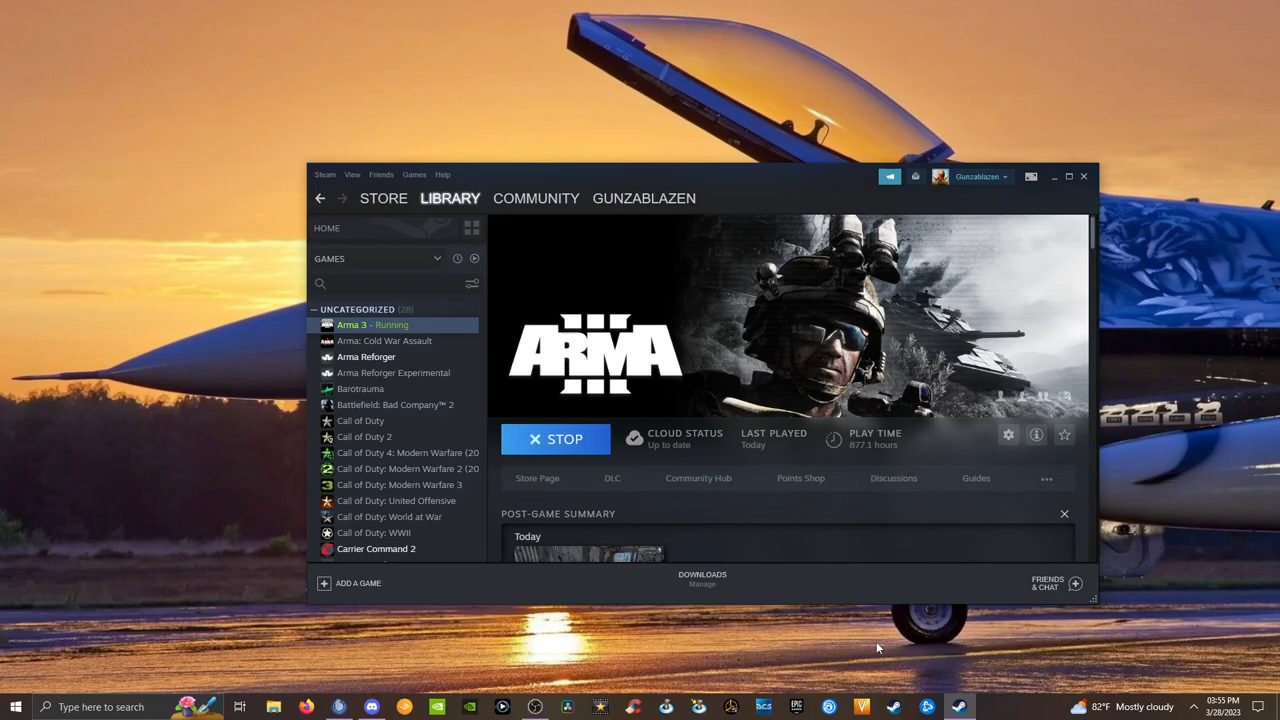 Steam View Friends Games Help
Gunzablazen
STORE LIBRARY COMMUNITY GUNZABLAZEN
HOME
GAMES
UNCATEGORIZED (28)
Arma 3 - Running
Arma: Cold War Assault
Arma Reforger
Arma Reforger Experimental
Barotrauma
Battlefield: Bad Company™ 2
Call of Duty
Call of Duty 2
Call of Duty 4: Modern Warfare (20
Call of Duty: Modern Warfare 2 (20
Call of Duty: Modern Warfare 3
Call of Duty: United Offensive
Call of Duty: World at War
Call of Duty: WWII
Carrier Command 2
ARMA
III
STOP
CLOUD STATUS
Up to date
LAST PLAYED
Today
PLAY TIME
877.1 hours
Store Page DLC Community Hub Points Shop Discussions Guides
POST-GAME SUMMARY
Today
ADD A GAME
DOWNLOADS
Manage
FRIENDS
& CHAT
Type here to search
DCS
EPIC
GAMES
82°F Mostly cloudy
03:55 PM
3/28/2023